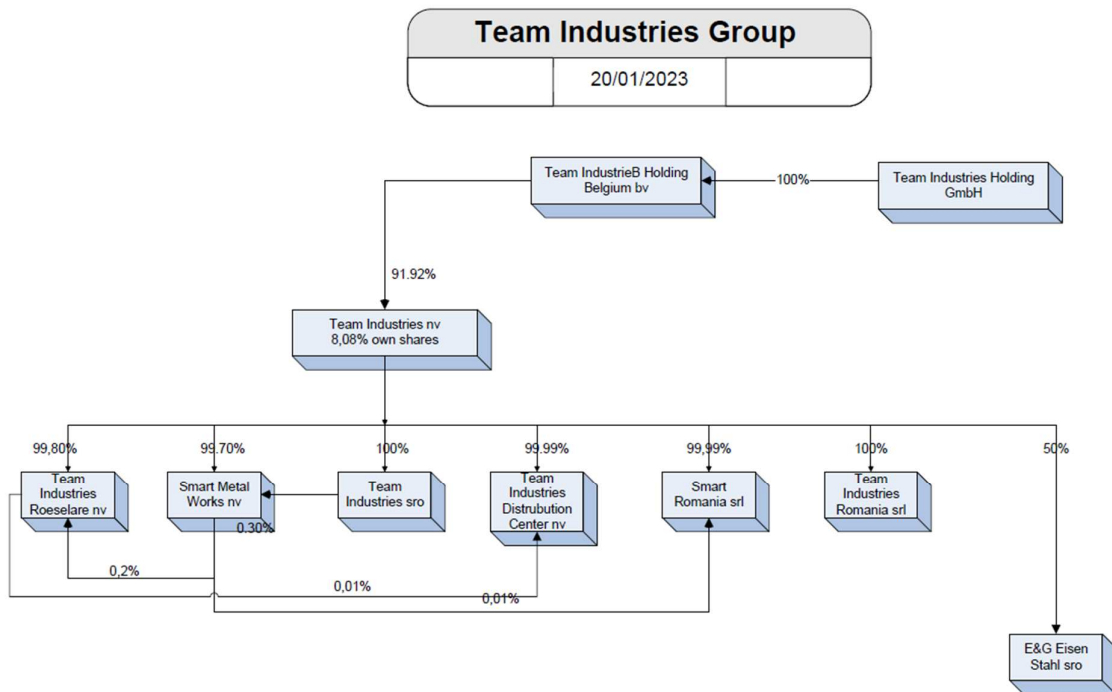 Team Industries Group
20/01/2023
Team IndustrieB Holding
Belgium bv
100%
Team Industries Holding
GmbH
91.92%
Team Industries nv
8,08% own shares
99,80%
99.70%
100%
99.99%
99,99%
100%
50%
Team
Industries
Roeselare nv
Smart Metal
Works nv
Team
Industries sro
Team
Industries
Distrubution
Center nv
Smart
Romania srl
Team
Industries
Romania srl
0.30%
0,2%
0,01%
0,01%
E&G Eisen
Stahl sro